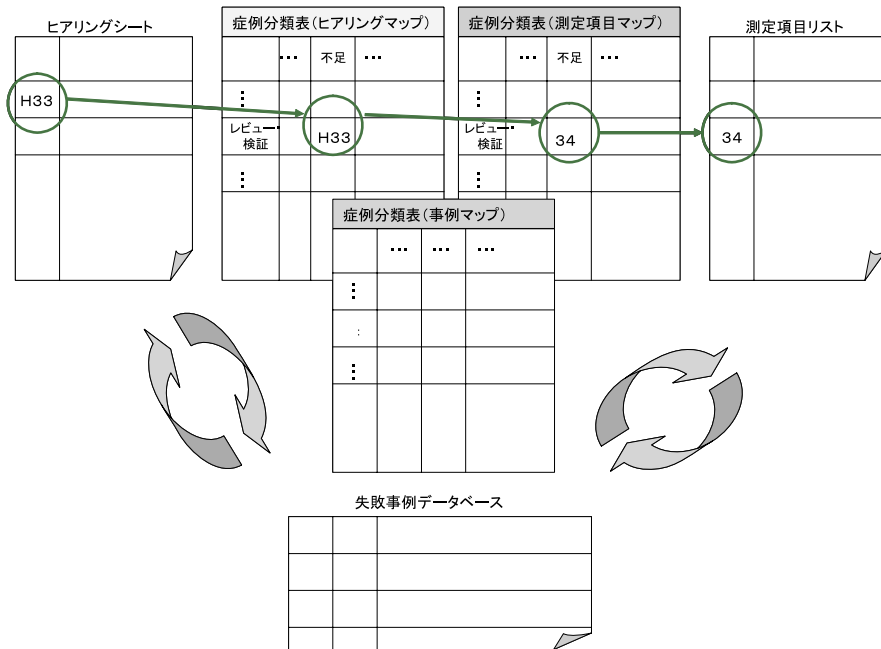 ヒアリングシート
症例分類表(ヒアリングマップ)
症例分類表(測定項目マップ)
測定項目リスト
… 不足 …
… 不足 …
⋮
⋮
H33
レビュー・
検証
H33
レビュー・
検証
34
34
⋮
⋮
症例分類表(事例マップ)
… … …
⋮
:
⋮
失敗事例データベース